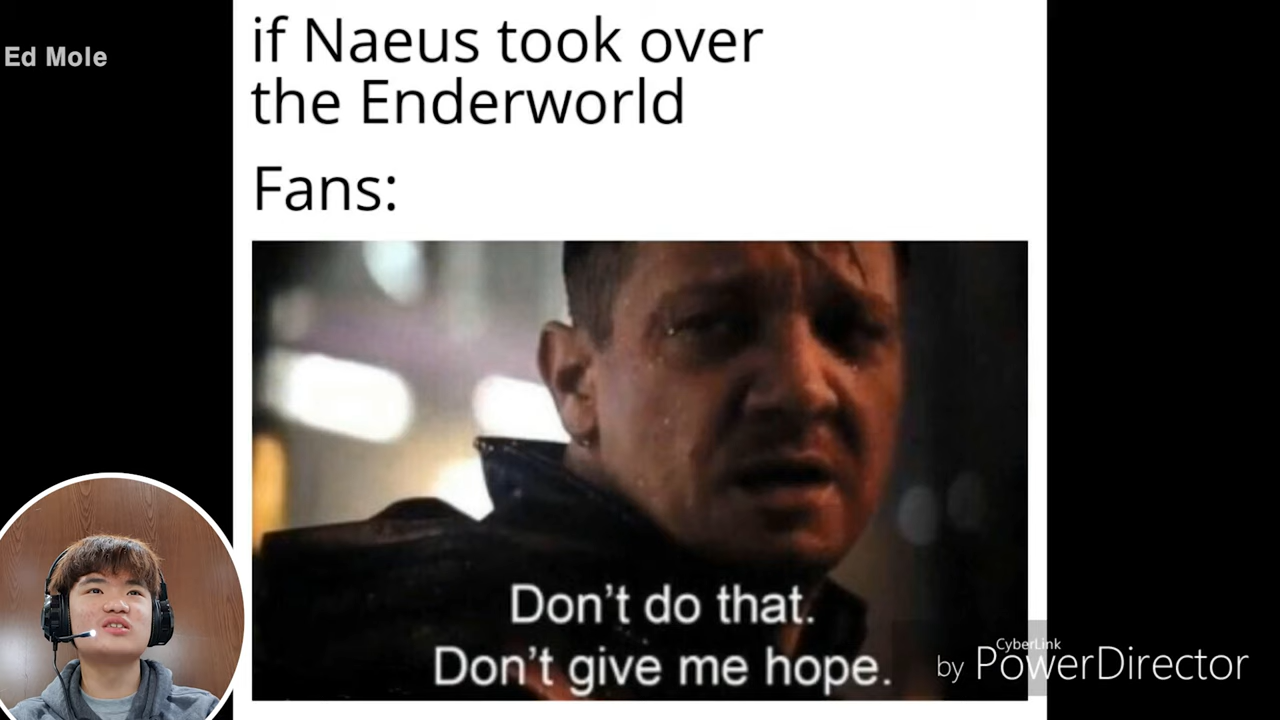 Ed Mole
if Naeus took over
the Enderworld
Fans:
Don't do that.
Don't give me hope.
CyberLink
by PowerDirector